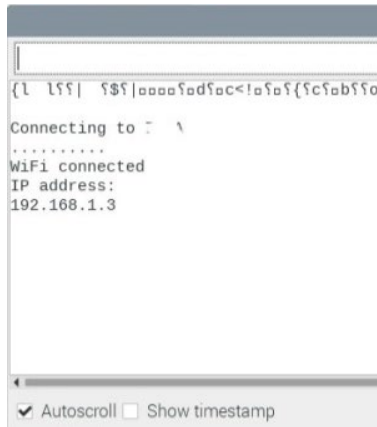 Connecting to
..........
WiFi connected
IP address:
192.168.1.3
Autoscroll Show timestamp